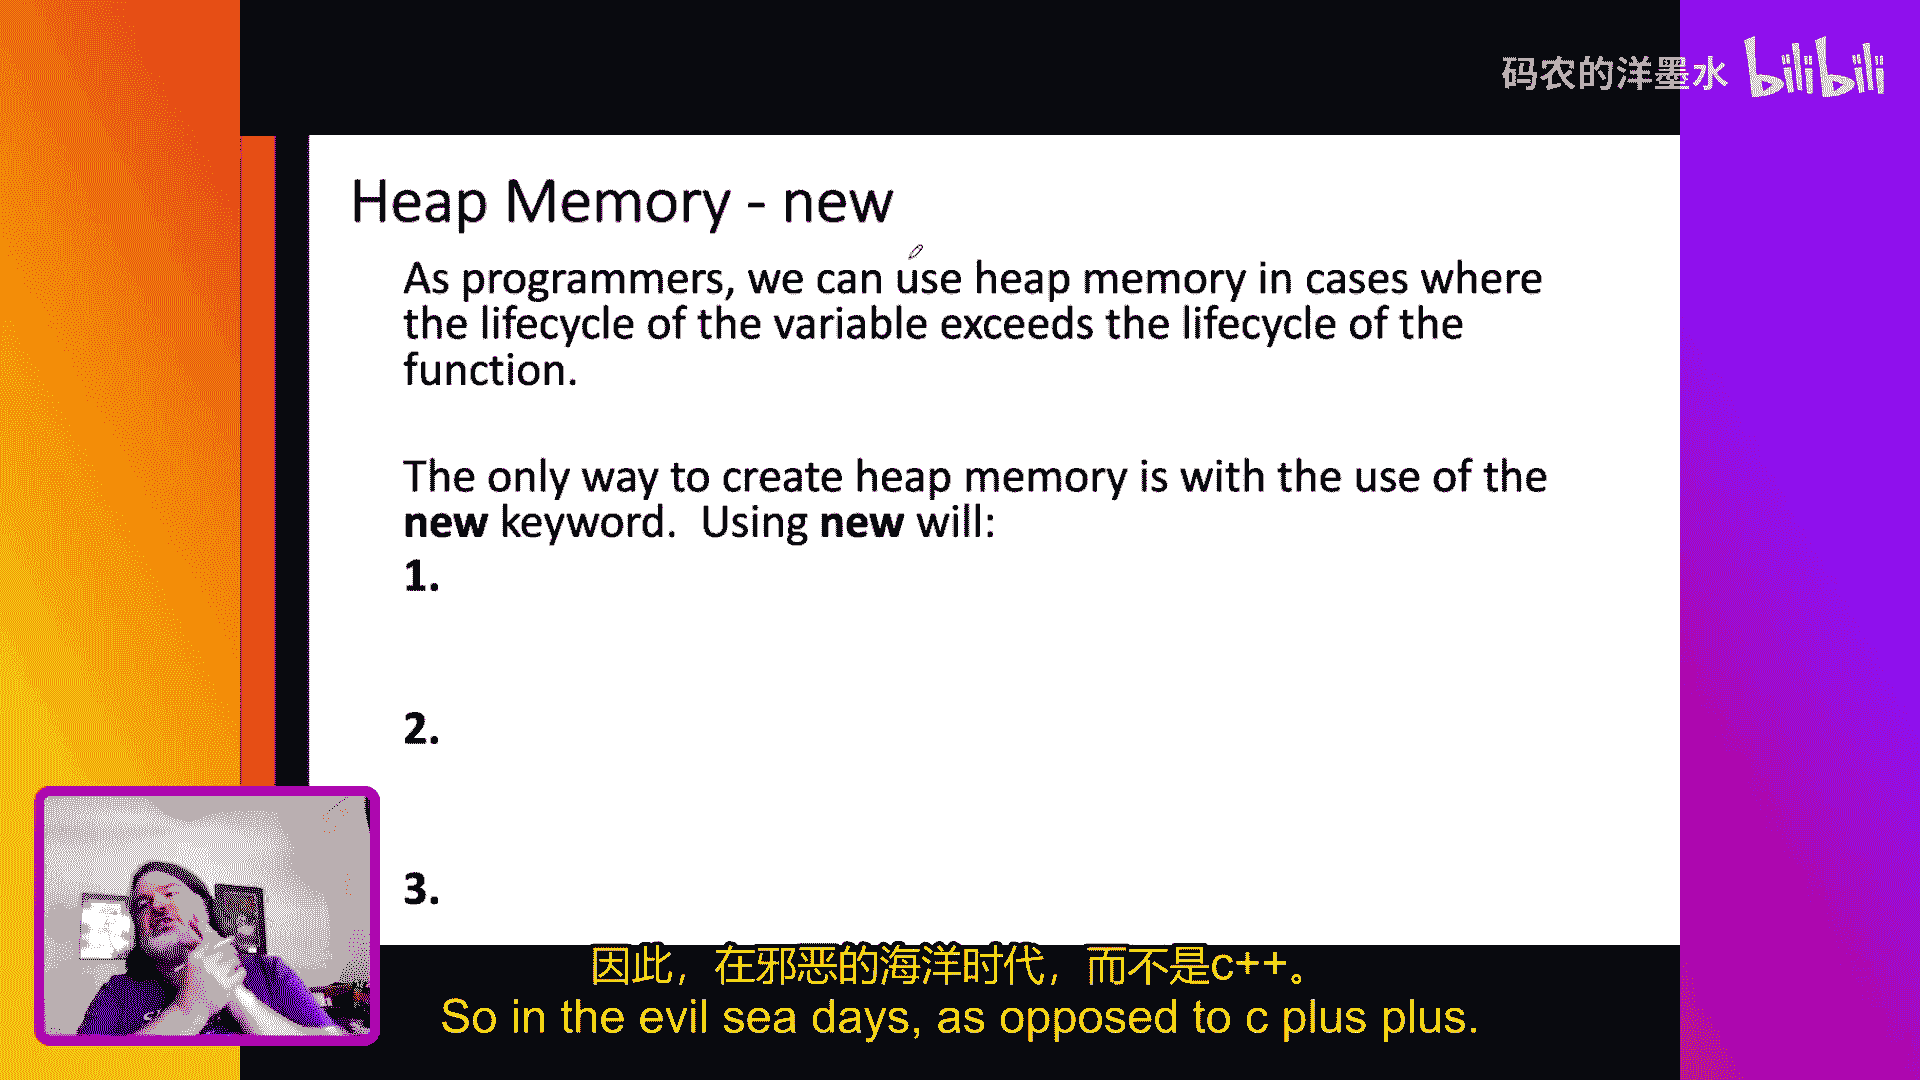 码农的洋墨水 bilibili
Heap Memory - new
As programmers, we can use heap memory in cases where
the lifecycle of the variable exceeds the lifecycle of the
function.
The only way to create heap memory is with the use of the
new keyword.  Using new will:
1.
2.
3.
因此，在邪恶的海洋时代，而不是c++。
So in the evil sea days, as opposed to c plus plus.